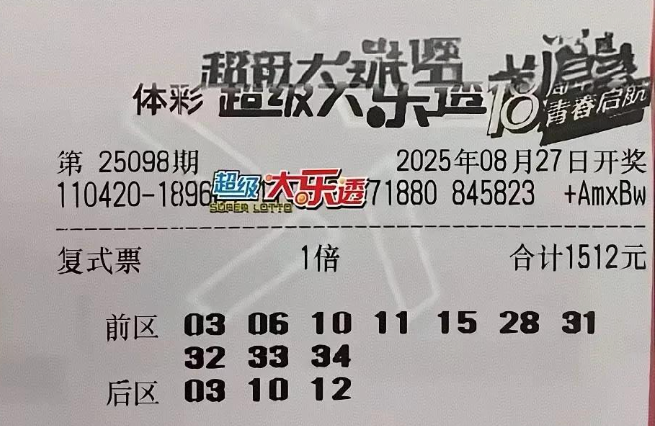 体彩 超级大乐透
18周年 青春启航
第 25098期 2025年08月27日开奖
110420-1896 超级大乐透 71880 845823 +AmxBw
SUPER LOTTO
复式票 1倍 合计1512元
前区 03 06 10 11 15 28 31
32 33 34
后区 03 10 12